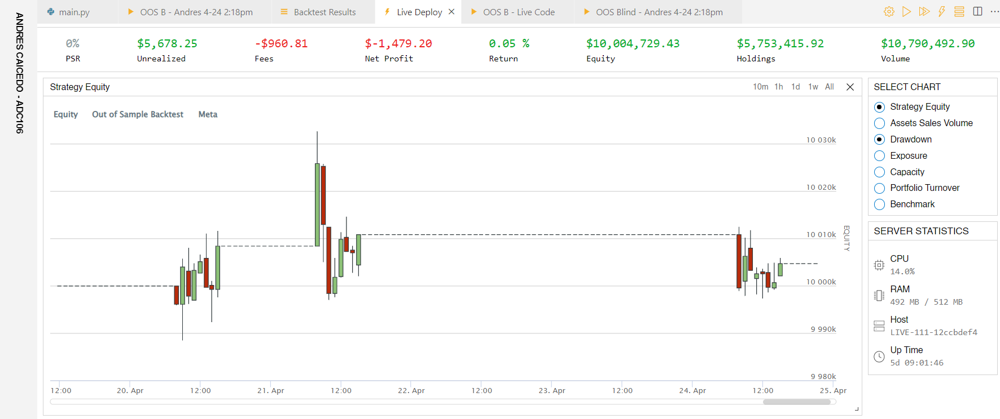 ANDRES CAICEDO - ADC106
main.py
OOS B - Andres 4-24 2:18pm
Backtest Results
Live Deploy
OOS B - Live Code
OOS Blind - Andres 4-24 2:18pm
0% $5,678.25 -$960.81 $-1,479.20 0.05 % $10,004,729.43 $5,753,415.92 $10,790,492.90
PSR Unrealized Fees Net Profit Return Equity Holdings Volume
Strategy Equity
10m 1h 1d 1w All
Equity Out of Sample Backtest Meta
10 030k
10 020k
10 010k
10 000k
9 990k
9 980k
EQUITY
12:00 20. Apr 12:00 21. Apr 12:00 22. Apr 12:00 23. Apr 12:00 24. Apr 12:00 25. Apr
SELECT CHART
Strategy Equity
Assets Sales Volume
Drawdown
Exposure
Capacity
Portfolio Turnover
Benchmark
SERVER STATISTICS
CPU
14.0%
RAM
492 MB / 512 MB
Host
LIVE-111-12ccbdef4
Up Time
5d 09:01:46